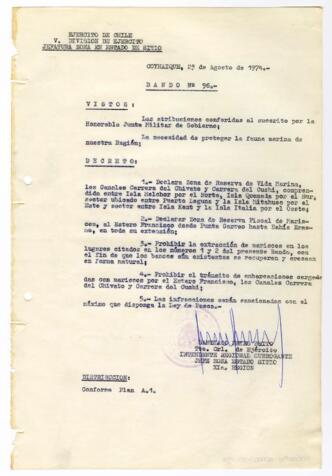 EJERCITO DE CHILE
V. DIVISION DE EJERCITO
JEFATURA ZONA EN ESTADO DE SITIO
COYHAIQUE, 23 de Agosto de 1974.-
BANDO Nº 96.-
VISTOS:
Las atribuciones conferidas al suscrito por la
Honorable Junta Militar de Gobierno;
La necesidad de proteger la fauna marina de
nuestra Región;
DECRETO:
1.- Declara Zona de Reserva de Vida Marina,
los Canales Carrera del Chivato y Carrera del Cuchi, compren-
dido entre Isla Melchor por el Norte, Isla Quemada por el Sur,
sector ubicado entre Puerto Laguna y la Isla Mitahues por el
Este y sector entre Isla Kent y la Isla Italia por el Oeste;
2.- Declarar Zona de Reserva Fiscal de Maris-
cos, al Estero Francisco desde Punta Garrao hasta Bahía
en toda su extensión;
3.- Prohibir la extracción de mariscos en los
lugares citados en los números 1 y 2 del presente Bando, con
el fin de que los bancos aún existentes se recuperen y crezcan
en forma natural;
4.- Prohibir el tránsito de embarcaciones carga-
das con mariscos por el Estero Francisco, los Canales Carrera
del Chivato y Carrera del Cuchi;
5.- Las infracciones serán sancionadas con el
máximo que disponga la Ley de Pesca.-
Tte. Crl. de Ejército
INTENDENTE REGIONAL SUBROGANTE
JEFE ZONA ESTADO SITIO
XIa. REGION
DISTRIBUCION:
Conforme Plan A.1.